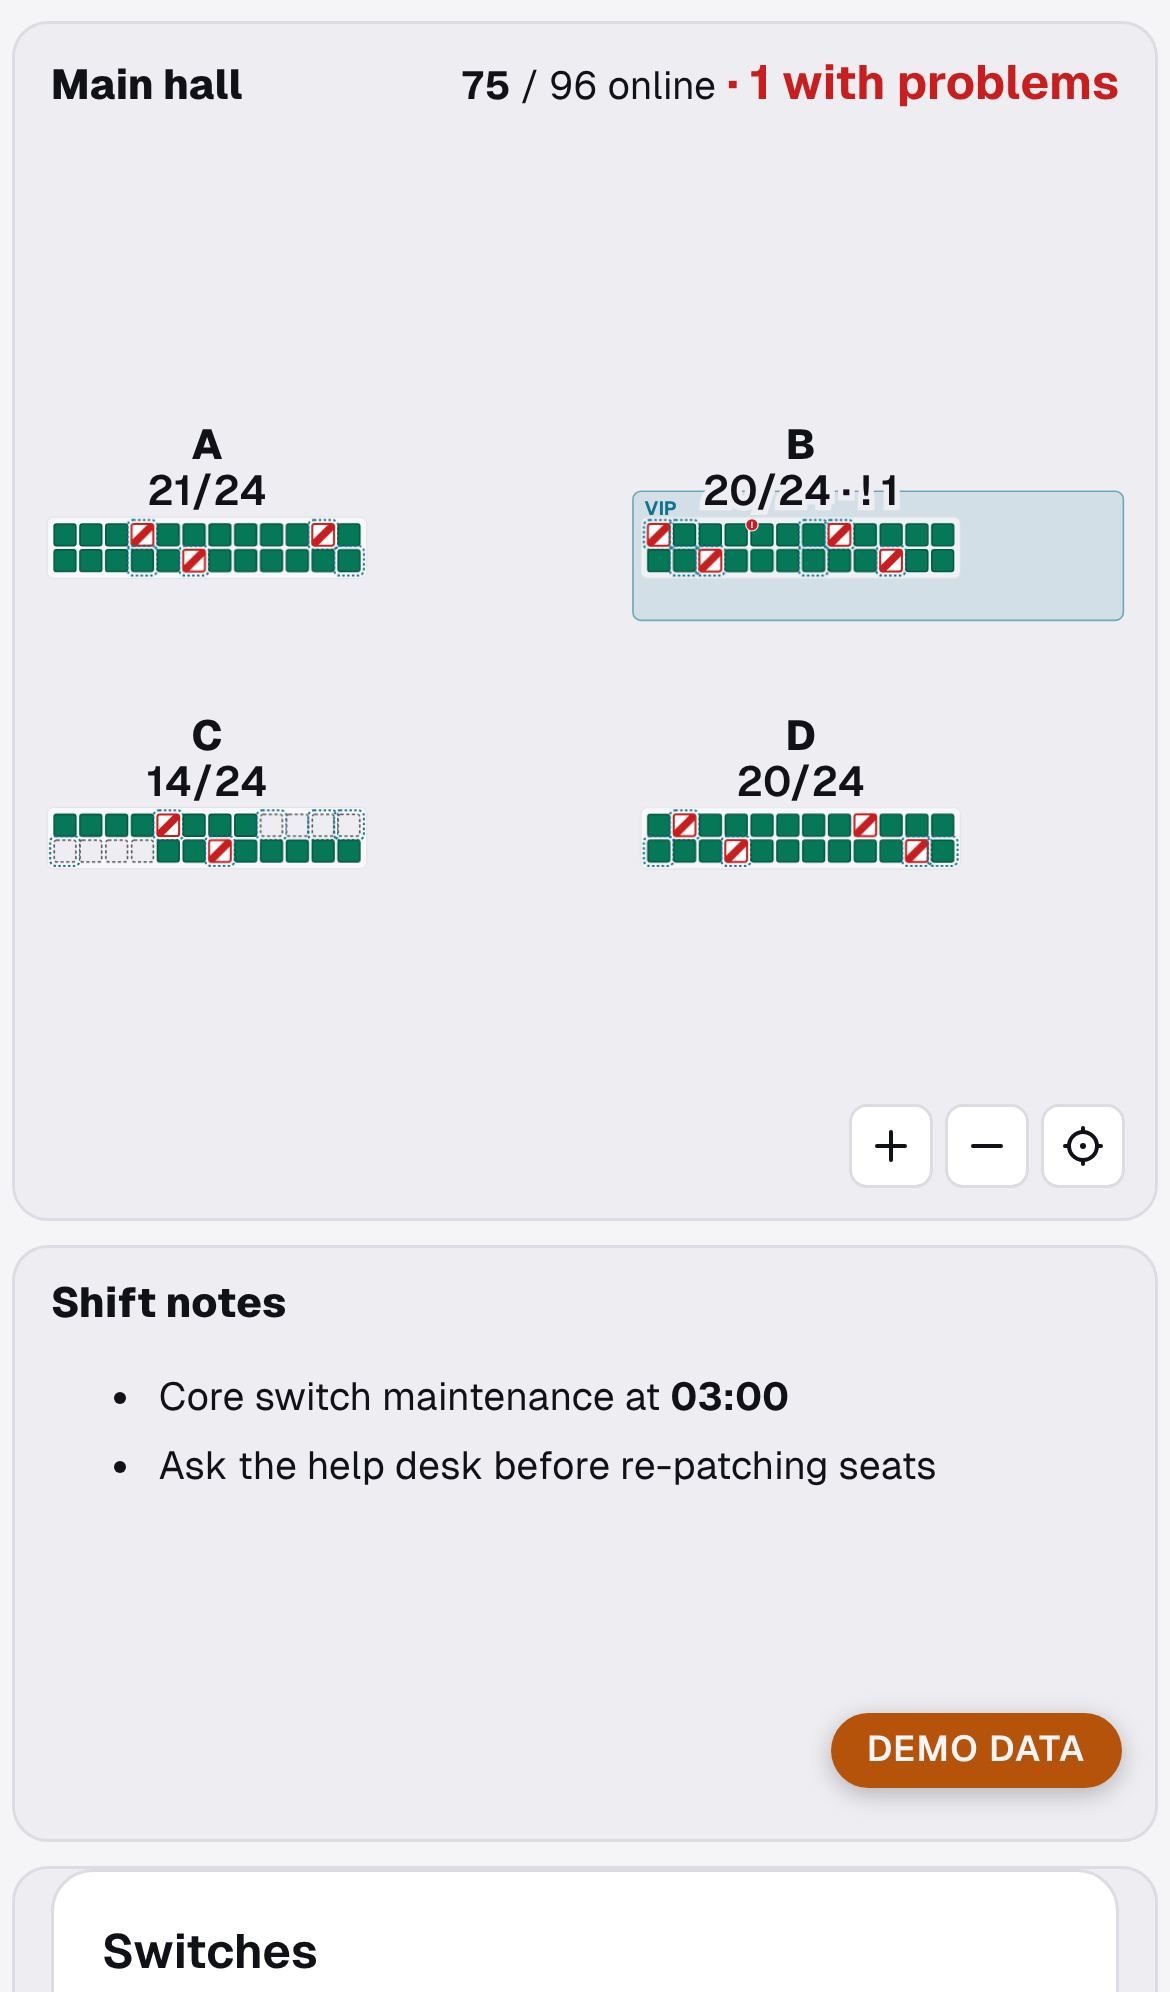 Main hall
75 / 96 online · 1 with problems
A
21/24
B
20/24 · ! 1
VIP
C
14/24
D
20/24
Shift notes
• Core switch maintenance at 03:00
• Ask the help desk before re-patching seats
DEMO DATA
Switches